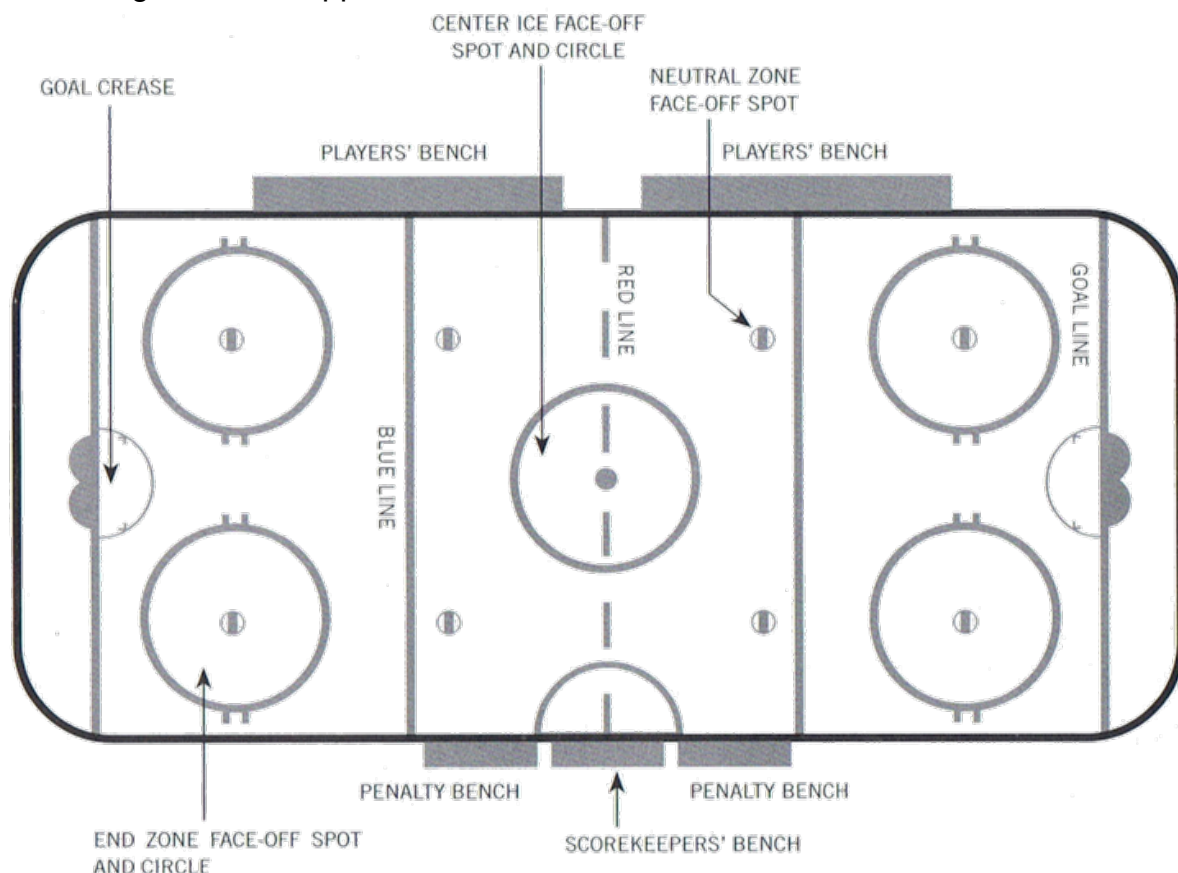 CENTER ICE FACE-OFF
SPOT AND CIRCLE
GOAL CREASE
NEUTRAL ZONE
FACE-OFF SPOT
PLAYERS' BENCH
PLAYERS' BENCH
RED LINE
GOAL LINE
BLUE LINE
PENALTY BENCH
PENALTY BENCH
END ZONE FACE-OFF SPOT
AND CIRCLE
SCOREKEEPERS' BENCH